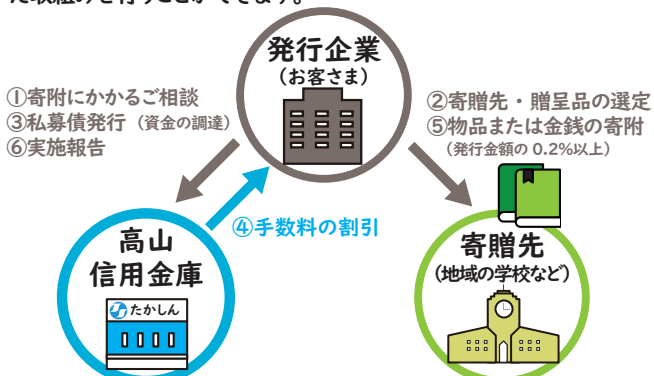 た取組みを行うことができます。
発行企業
(お客さま)
①寄附にかかるご相談
③私募債発行 (資金の調達)
⑥実施報告
②寄贈先・贈呈品の選定
⑤物品または金銭の寄附
(発行金額の 0.2%以上)
④手数料の割引
高山
信用金庫
たかしん
寄贈先
(地域の学校など)